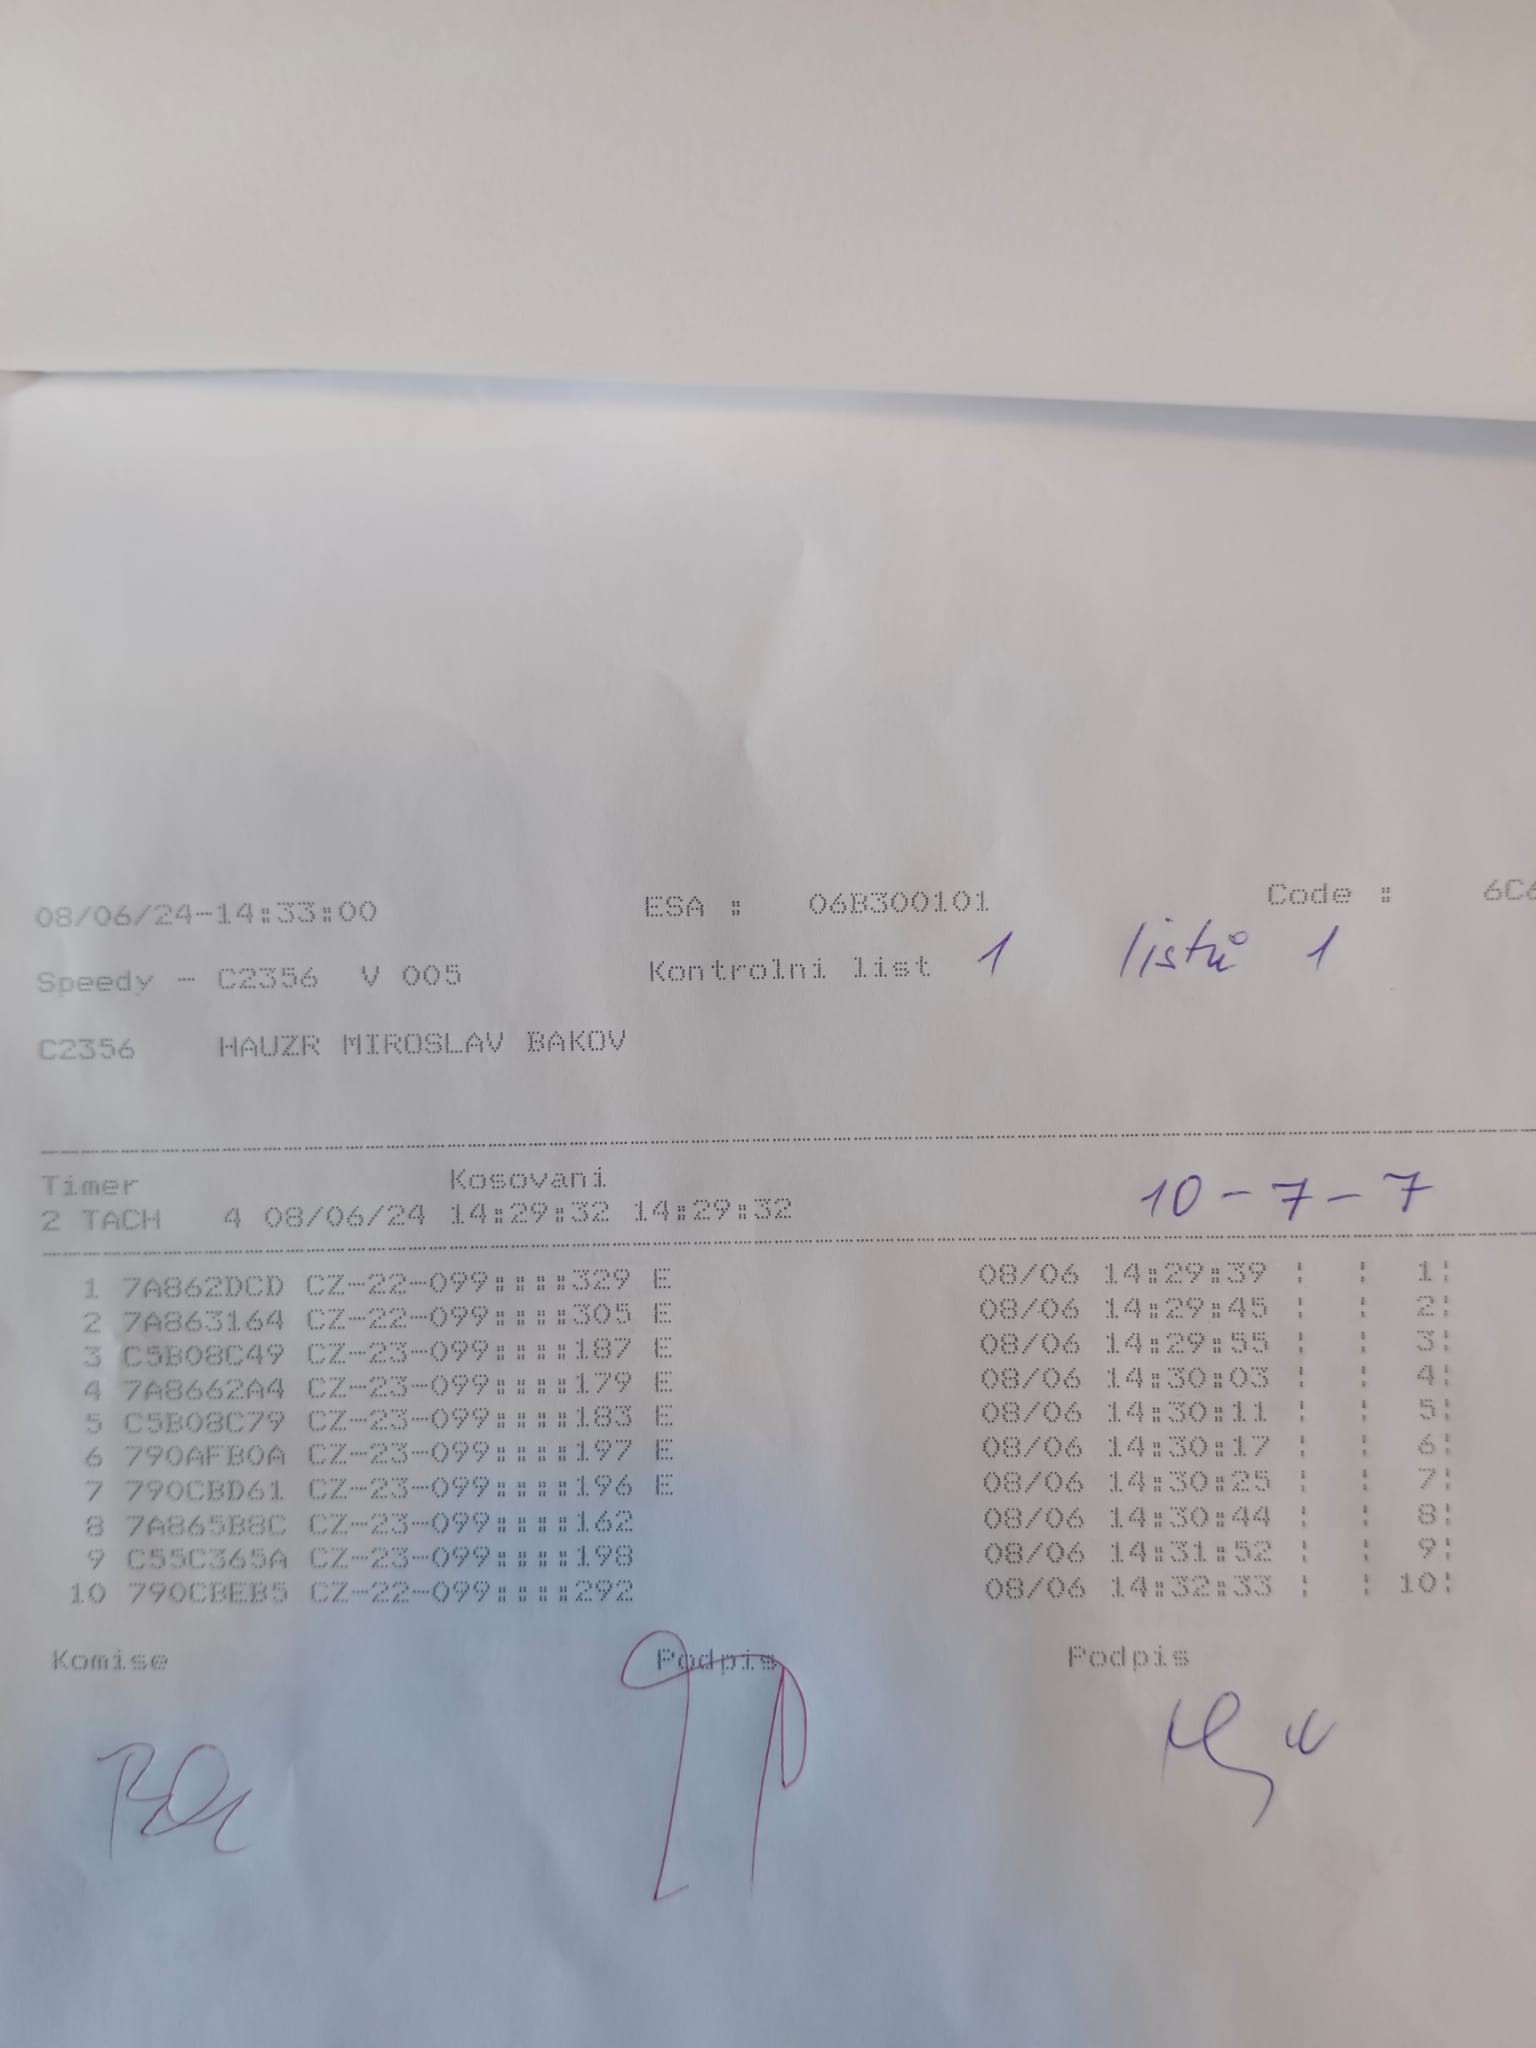 08/06/24-14:33:00 ESA : 06B300101 Code : 6C6
Speedy - C2356 V 005 Kontrolni list 1 listů 1
C2356 HAUZR MIROSLAV BAKOV
Timer Kosovani
2 TACH 4 08/06/24 14:29:32 14:29:32 10-7-7
1 7A862DCD CZ-22-099::::329 E 08/06 14:29:39 : : 1:
2 7A863164 CZ-22-099::::305 E 08/06 14:29:45 : : 2:
3 C5B08C49 CZ-23-099::::187 E 08/06 14:29:55 : : 3:
4 7A8662A4 CZ-23-099::::179 E 08/06 14:30:03 : : 4:
5 C5B08C79 CZ-23-099::::183 E 08/06 14:30:11 : : 5:
6 790AFB0A CZ-23-099::::197 E 08/06 14:30:17 : : 6:
7 790CBD61 CZ-23-099::::196 E 08/06 14:30:25 : : 7:
8 7A865B8C CZ-23-099::::162 08/06 14:30:44 : : 8:
9 C55C365A CZ-23-099::::198 08/06 14:31:52 : : 9:
10 790CBEB5 CZ-22-099::::292 08/06 14:32:33 : : 10:
Komise Podpis Podpis